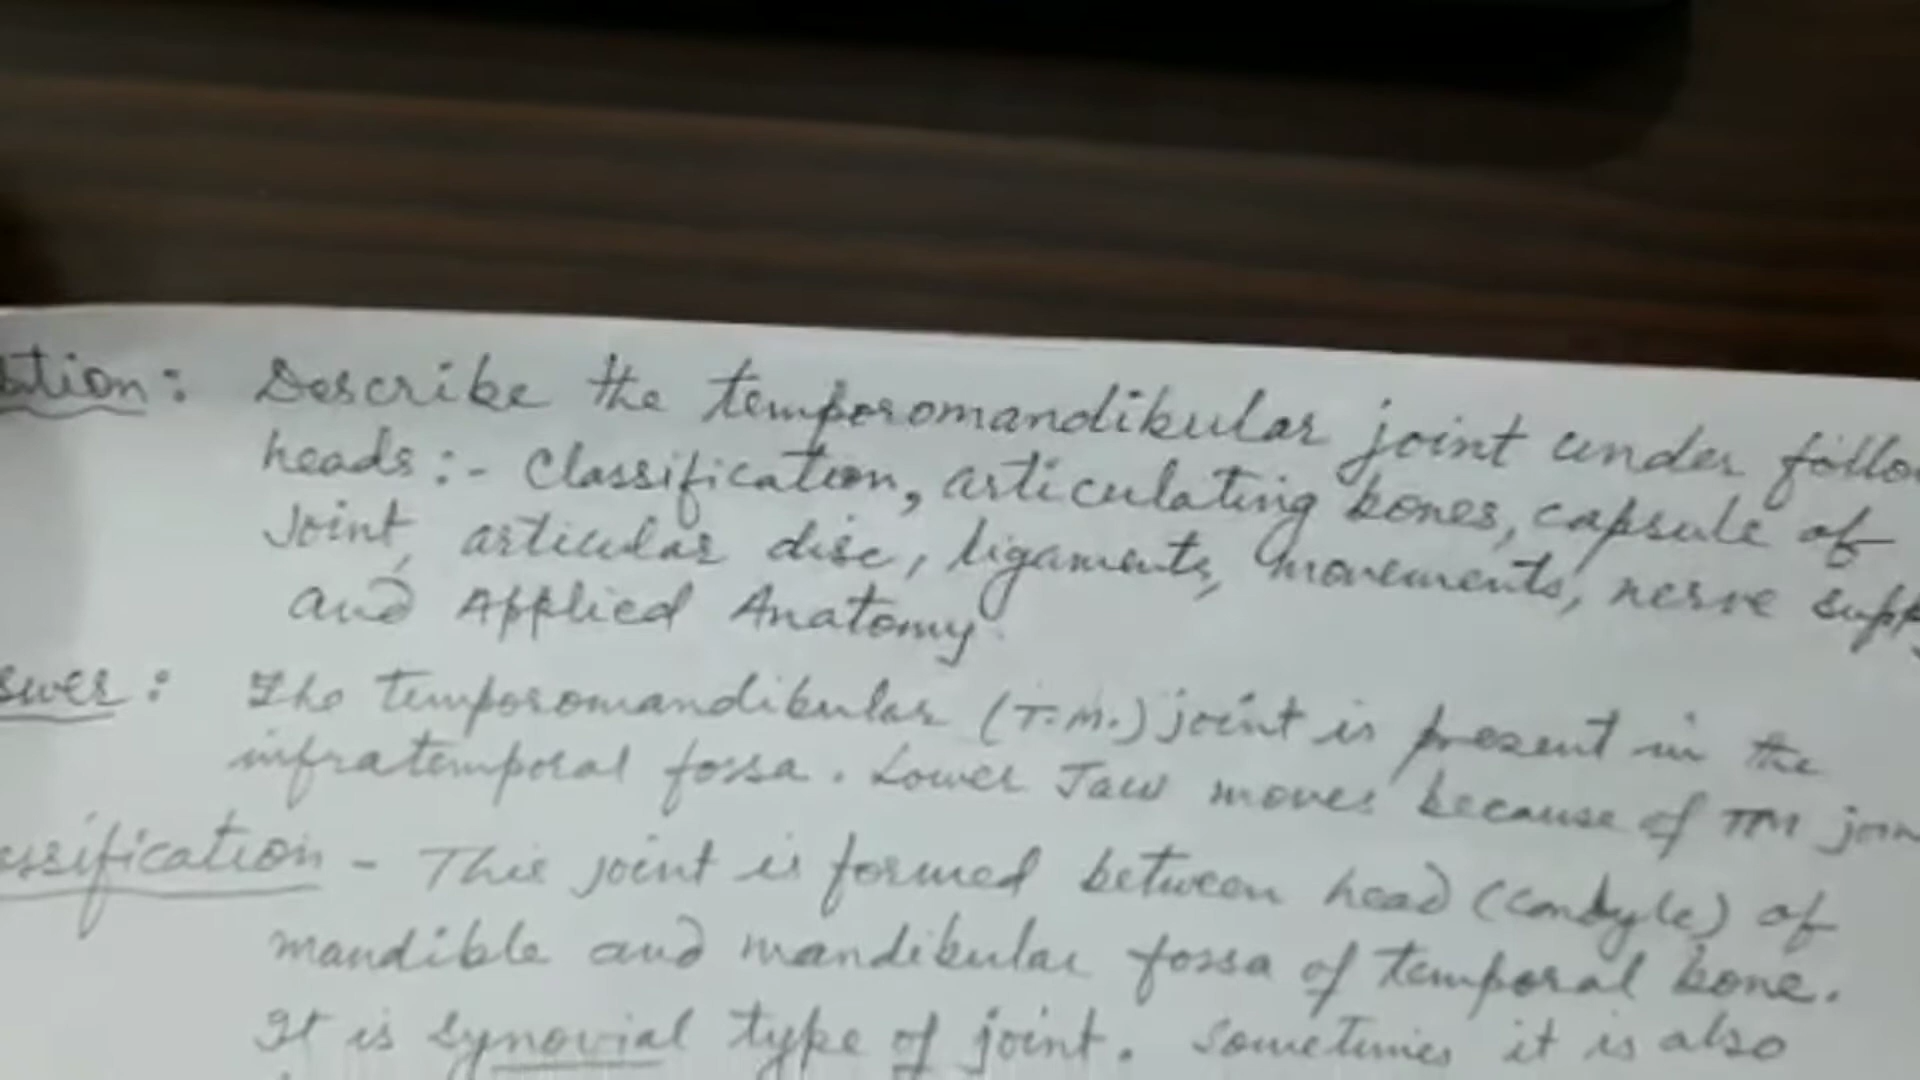 stion: Describe the temporomandibular joint under follo
heads:- Classification, articulating bones, capsule of
Joint, articular disc, ligaments, movements, nerve supp
and Applied Anatomy.
swer: The temporomandibular (T.M.) joint is present in the
infratemporal fossa. Lower Jaw moves because of TM join
assification - This joint is formed between head (condyle) of
mandible and mandibular fossa of temporal bone.
It is synovial type of joint. Sometimes it is also